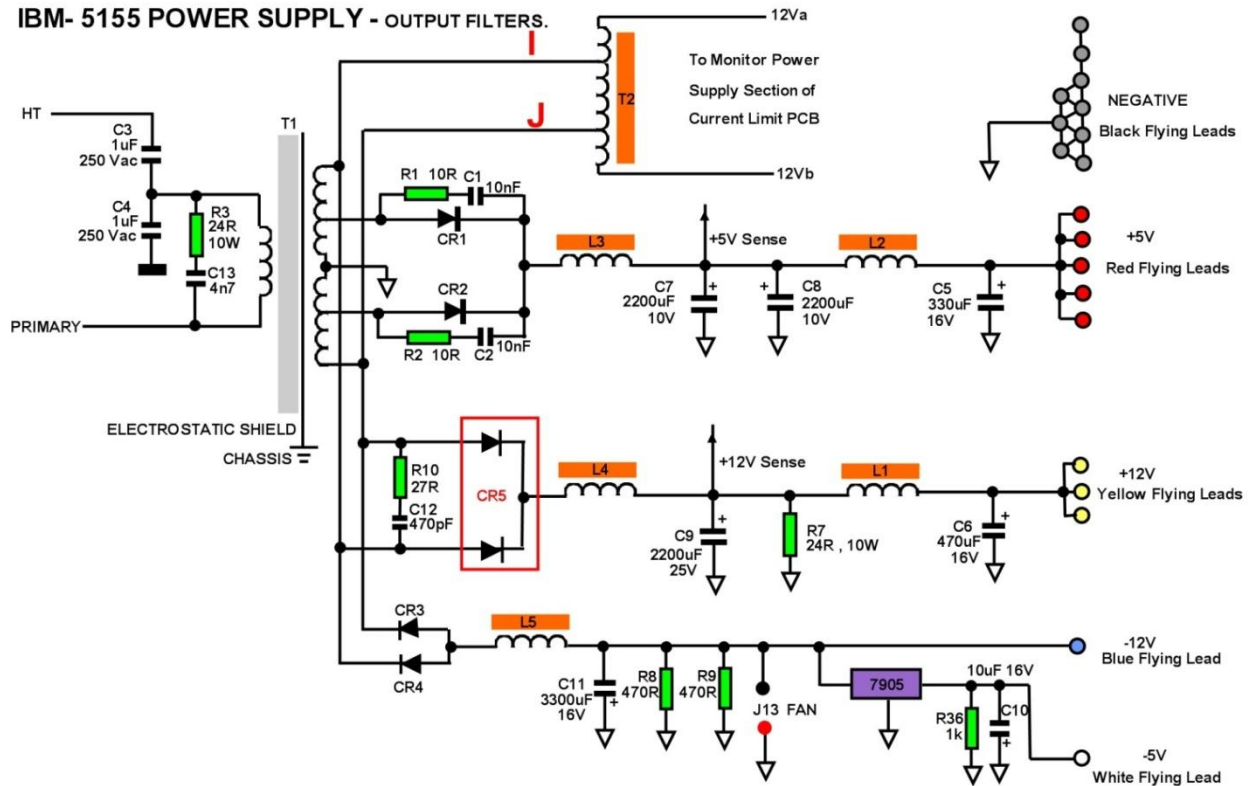 IBM- 5155 POWER SUPPLY - OUTPUT FILTERS.
I
J
12Va
T2
To Monitor Power
Supply Section of
Current Limit PCB
12Vb
NEGATIVE
Black Flying Leads
HT
C3
1uF
250 Vac
C4
1uF
250 Vac
R3
24R
10W
C13
4n7
PRIMARY
T1
ELECTROSTATIC SHIELD
CHASSIS
R1 10R
C1
10nF
CR1
CR2
R2 10R
C2
10nF
L3
+5V Sense
C7
2200uF
10V
+
C8
2200uF
10V
+
L2
C5
330uF
16V
+
+5V
Red Flying Leads
R10
27R
C12
470pF
CR5
L4
+12V Sense
C9
2200uF
25V
+
R7
24R , 10W
L1
C6
470uF
16V
+
+12V
Yellow Flying Leads
CR3
CR4
L5
C11
3300uF
16V
+
R8
470R
R9
470R
J13 FAN
7905
10uF 16V
C10
+
R36
1k
-12V
Blue Flying Lead
-5V
White Flying Lead